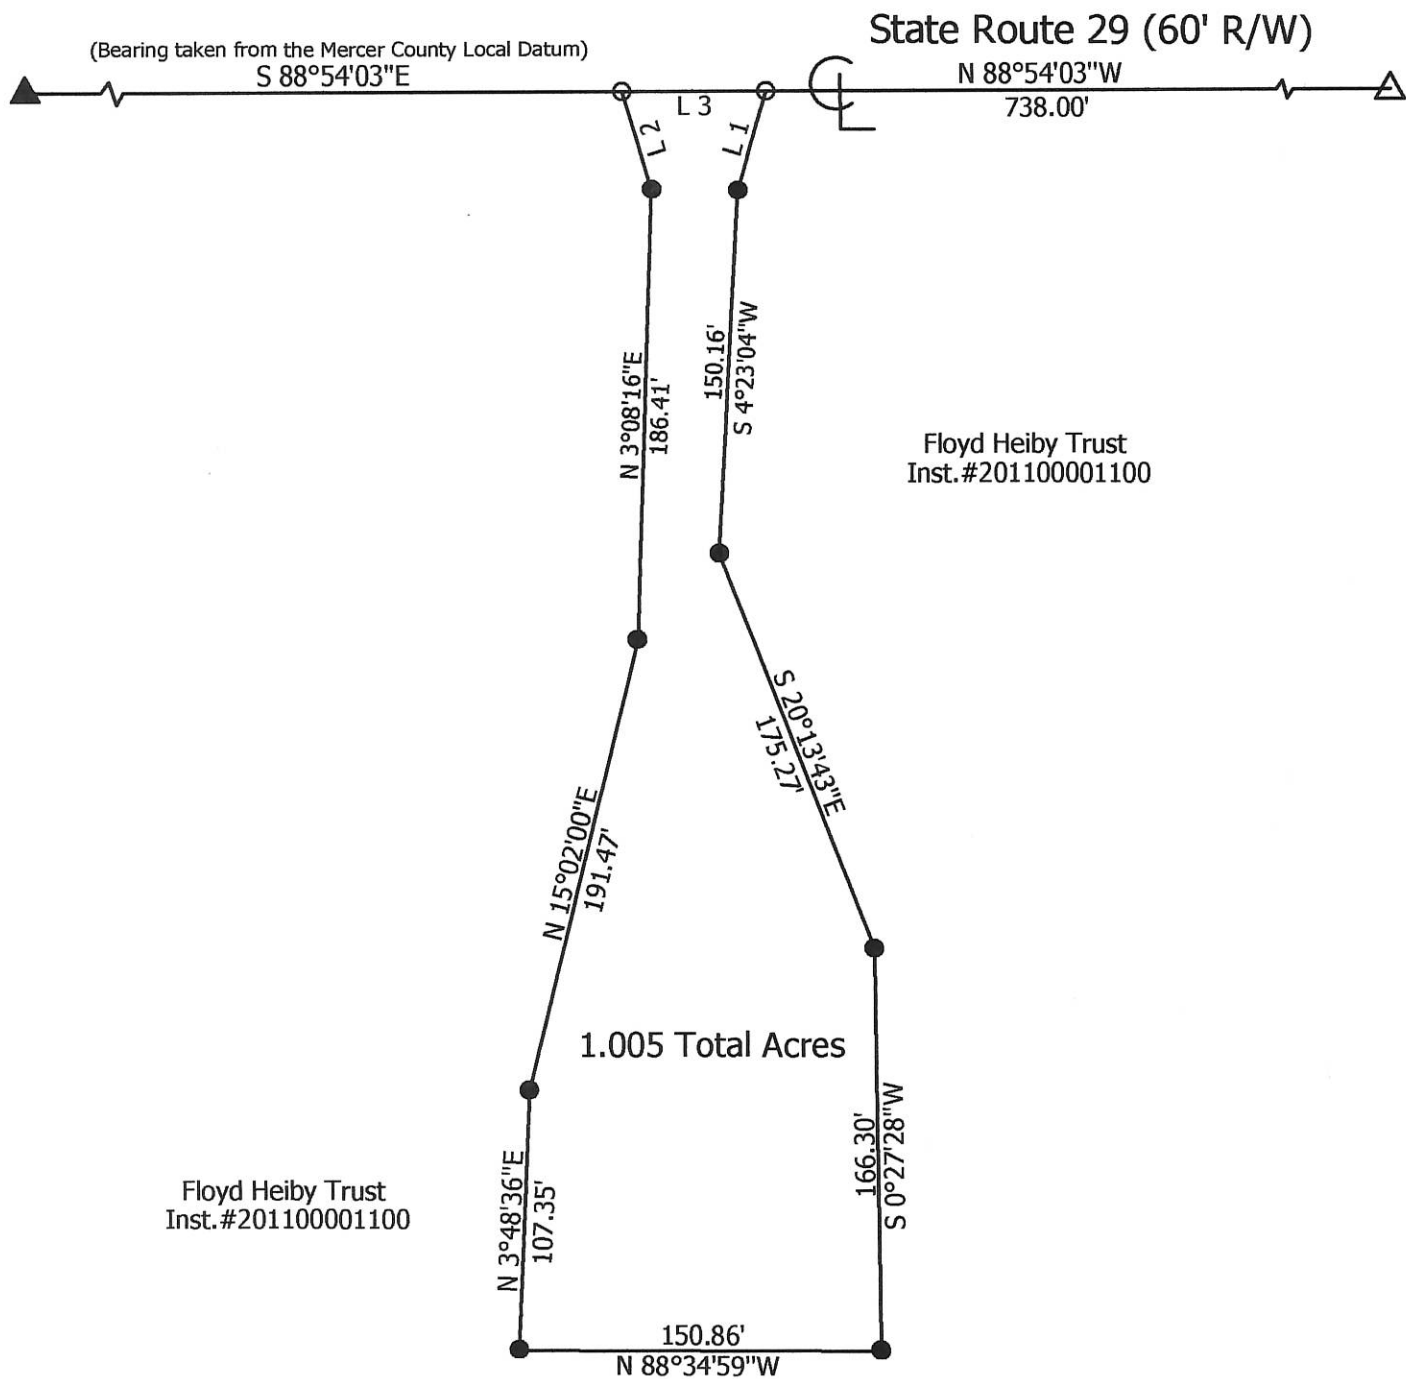 State Route 29 (60' R/W)
(Bearing taken from the Mercer County Local Datum)
S 88°54'03"E
N 88°54'03"W
738.00'
L 3
L 2
L 1
N 3°08'16"E
186.41'
150.16'
S 4°23'04"W
Floyd Heiby Trust
Inst.#201100001100
S 20°13'43"E
175.27'
N 15°02'00"E
191.47'
1.005 Total Acres
166.30'
S 0°27'28"W
Floyd Heiby Trust
Inst.#201100001100
N 3°48'36"E
107.35'
150.86'
N 88°34'59"W